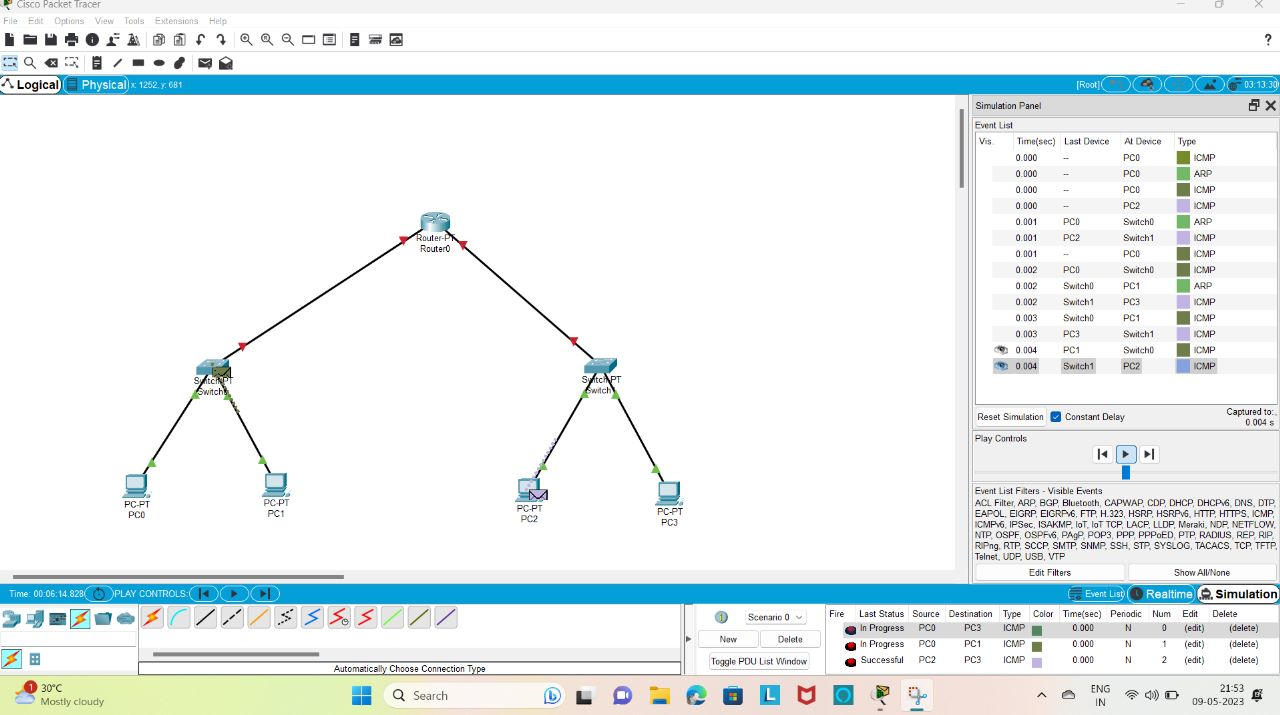 Cisco Packet Tracer
File Edit Options View Tools Extensions Help
?
Logical Physical x: 1252, y: 681 [Root] 03:13:30
Simulation Panel
Event List
Vis. Time(sec) Last Device At Device Type
0.000 -- PC0 ICMP
0.000 -- PC0 ARP
0.000 -- PC0 ICMP
0.000 -- PC2 ICMP
0.001 PC0 Switch0 ARP
0.001 PC2 Switch1 ICMP
0.001 -- PC0 ICMP
0.002 PC0 Switch0 ICMP
0.002 Switch0 PC1 ARP
0.002 Switch1 PC3 ICMP
0.003 Switch0 PC1 ICMP
0.003 PC3 Switch1 ICMP
0.004 PC1 Switch0 ICMP
0.004 Switch1 PC2 ICMP
Reset Simulation Constant Delay Captured to:
0.004 s
Play Controls
Event List Filters - Visible Events
ACL Filter, ARP, BGP, Bluetooth, CAPWAP, CDP, DHCP, DHCPv6, DNS, DTP,
EAPOL, EIGRP, EIGRPv6, FTP, H.323, HSRP, HSRPv6, HTTP, HTTPS, ICMP,
ICMPv6, IPSec, ISAKMP, IoT, IoT TCP, LACP, LLDP, Meraki, NDP, NETFLOW,
NTP, OSPF, OSPFv6, PAgP, POP3, PPP, PPPoED, PTP, RADIUS, REP, RIP,
RIPng, RTP, SCCP, SMTP, SNMP, SSH, STP, SYSLOG, TACACS, TCP, TFTP,
Telnet, UDP, USB, VTP
Edit Filters Show All/None
Router-PT
Router0
Switch-PT
Switch0
Switch-PT
Switch1
PC-PT
PC0
PC-PT
PC1
PC-PT
PC2
PC-PT
PC3
Time: 00:06:14.828 PLAY CONTROLS: Event List Realtime Simulation
Automatically Choose Connection Type
Scenario 0
New Delete
Toggle PDU List Window
Fire Last Status Source Destination Type Color Time(sec) Periodic Num Edit Delete
In Progress PC0 PC3 ICMP 0.000 N 0 (edit) (delete)
In Progress PC0 PC1 ICMP 0.000 N 1 (edit) (delete)
Successful PC2 PC3 ICMP 0.000 N 2 (edit) (delete)
1
30°C
Mostly cloudy
Search
L
ENG
IN
21:53
09-05-2023